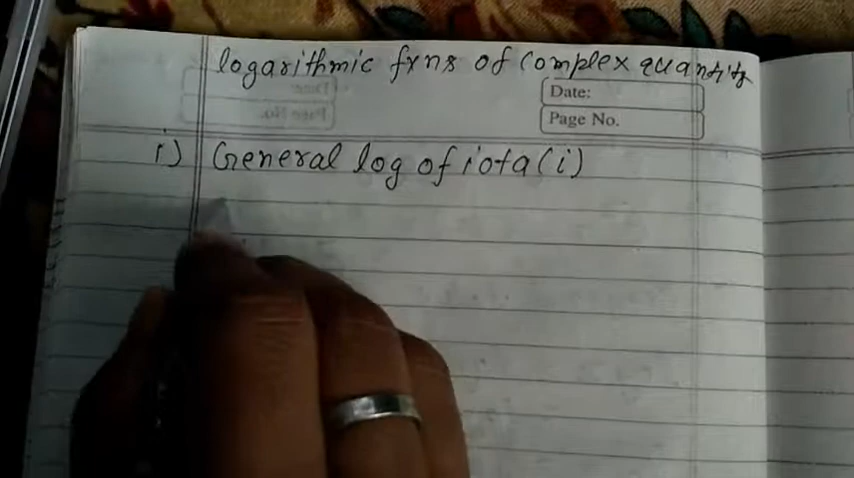 logarithmic fxns of complex quantity
Date:
Page No.
i) General log of iota (i)